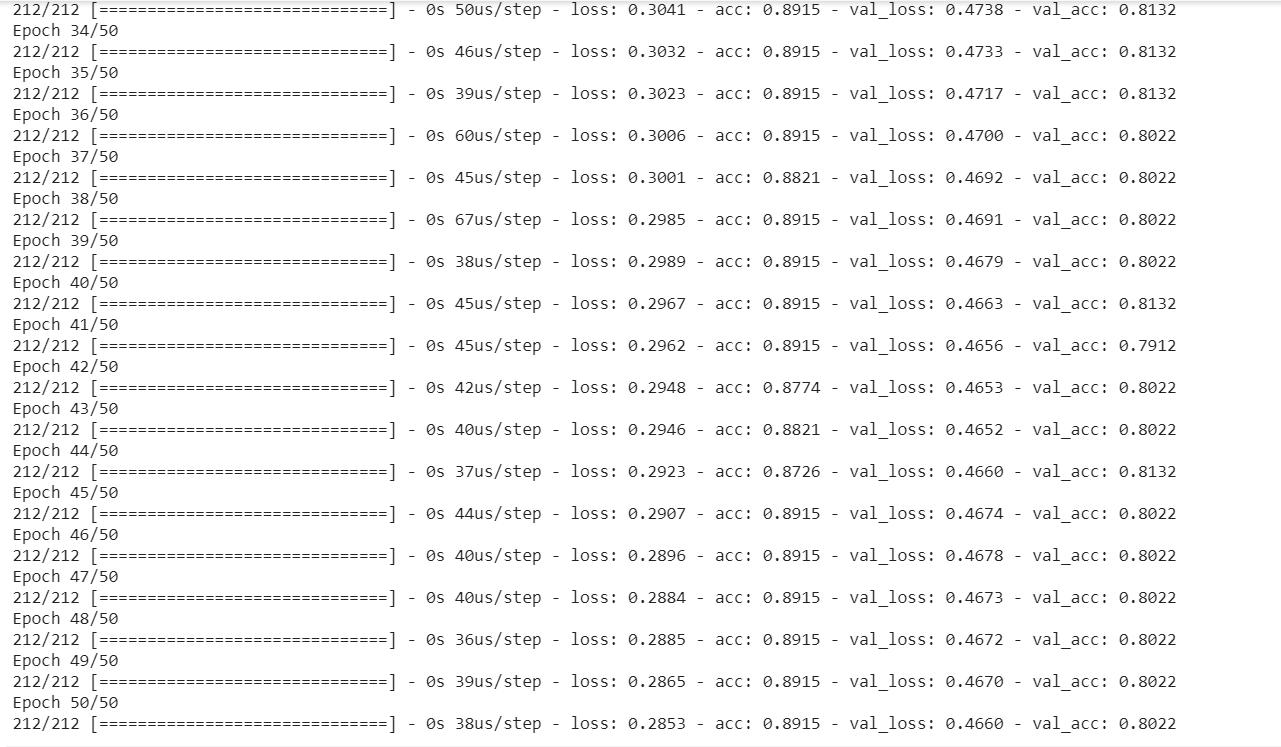 212/212 [==============================] - 0s 50us/step - loss: 0.3041 - acc: 0.8915 - val_loss: 0.4738 - val_acc: 0.8132
Epoch 34/50
212/212 [==============================] - 0s 46us/step - loss: 0.3032 - acc: 0.8915 - val_loss: 0.4733 - val_acc: 0.8132
Epoch 35/50
212/212 [==============================] - 0s 39us/step - loss: 0.3023 - acc: 0.8915 - val_loss: 0.4717 - val_acc: 0.8132
Epoch 36/50
212/212 [==============================] - 0s 60us/step - loss: 0.3006 - acc: 0.8915 - val_loss: 0.4700 - val_acc: 0.8022
Epoch 37/50
212/212 [==============================] - 0s 45us/step - loss: 0.3001 - acc: 0.8821 - val_loss: 0.4692 - val_acc: 0.8022
Epoch 38/50
212/212 [==============================] - 0s 67us/step - loss: 0.2985 - acc: 0.8915 - val_loss: 0.4691 - val_acc: 0.8022
Epoch 39/50
212/212 [==============================] - 0s 38us/step - loss: 0.2989 - acc: 0.8915 - val_loss: 0.4679 - val_acc: 0.8022
Epoch 40/50
212/212 [==============================] - 0s 45us/step - loss: 0.2967 - acc: 0.8915 - val_loss: 0.4663 - val_acc: 0.8132
Epoch 41/50
212/212 [==============================] - 0s 45us/step - loss: 0.2962 - acc: 0.8915 - val_loss: 0.4656 - val_acc: 0.7912
Epoch 42/50
212/212 [==============================] - 0s 42us/step - loss: 0.2948 - acc: 0.8774 - val_loss: 0.4653 - val_acc: 0.8022
Epoch 43/50
212/212 [==============================] - 0s 40us/step - loss: 0.2946 - acc: 0.8821 - val_loss: 0.4652 - val_acc: 0.8022
Epoch 44/50
212/212 [==============================] - 0s 37us/step - loss: 0.2923 - acc: 0.8726 - val_loss: 0.4660 - val_acc: 0.8132
Epoch 45/50
212/212 [==============================] - 0s 44us/step - loss: 0.2907 - acc: 0.8915 - val_loss: 0.4674 - val_acc: 0.8022
Epoch 46/50
212/212 [==============================] - 0s 40us/step - loss: 0.2896 - acc: 0.8915 - val_loss: 0.4678 - val_acc: 0.8022
Epoch 47/50
212/212 [==============================] - 0s 40us/step - loss: 0.2884 - acc: 0.8915 - val_loss: 0.4673 - val_acc: 0.8022
Epoch 48/50
212/212 [==============================] - 0s 36us/step - loss: 0.2885 - acc: 0.8915 - val_loss: 0.4672 - val_acc: 0.8022
Epoch 49/50
212/212 [==============================] - 0s 39us/step - loss: 0.2865 - acc: 0.8915 - val_loss: 0.4670 - val_acc: 0.8022
Epoch 50/50
212/212 [==============================] - 0s 38us/step - loss: 0.2853 - acc: 0.8915 - val_loss: 0.4660 - val_acc: 0.8022